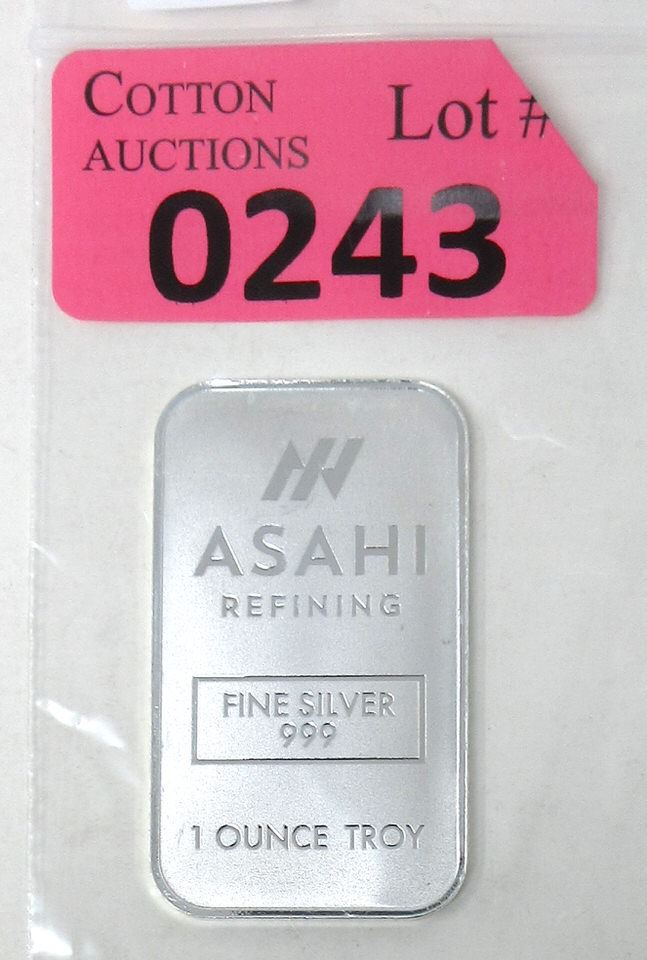 COTTON
AUCTIONS
Lot #
0243
ASAHI
REFINING
FINE SILVER
999
1 OUNCE TROY